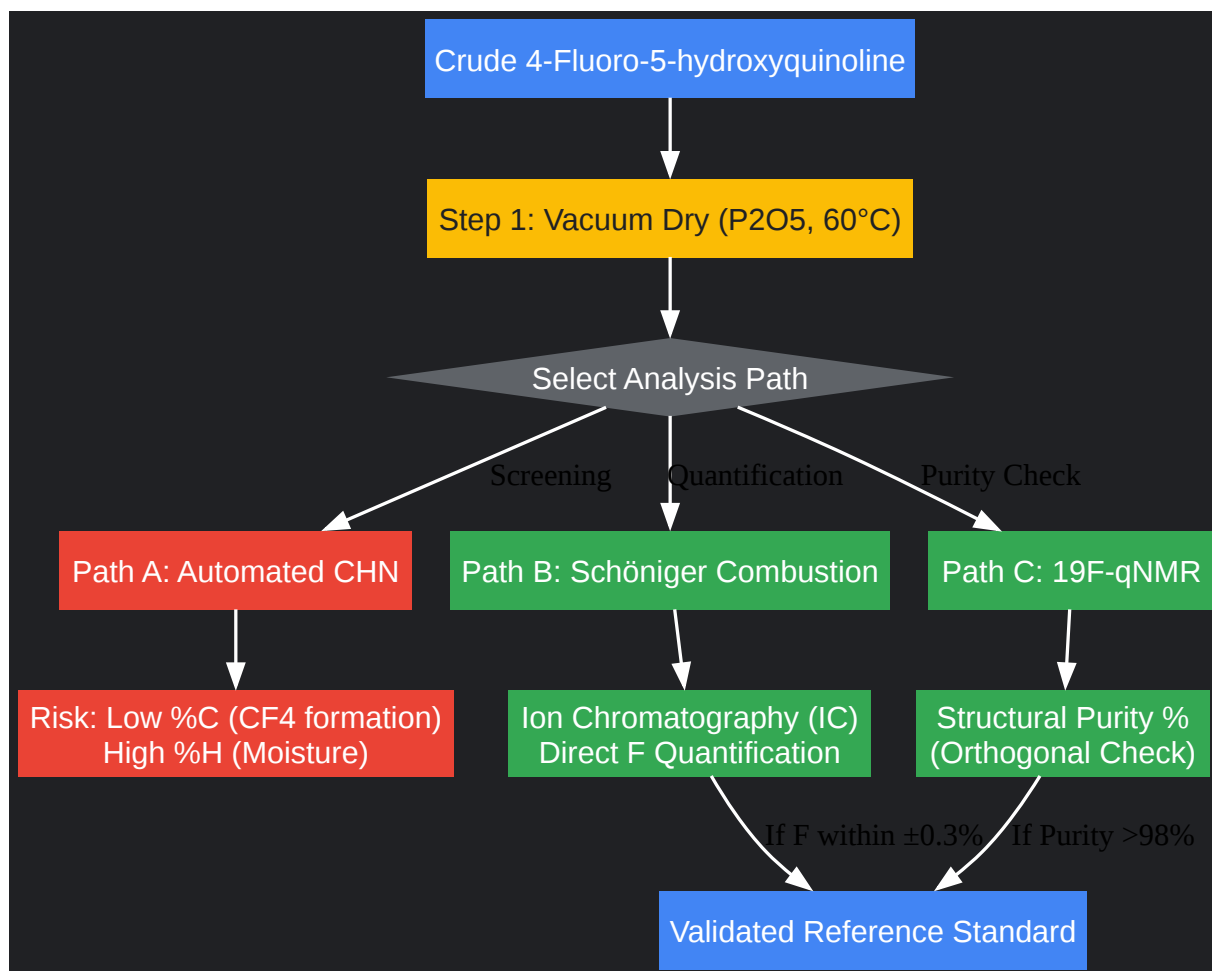 Crude 4-Fluoro-5-hydroxyquinoline
Step 1: Vacuum Dry (P2O5, 60°C)
Select Analysis Path
Screening
Quantification
Purity Check
Path A: Automated CHN
Path B: Schöniger Combustion
Path C: 19F-qNMR
Risk: Low %C (CF4 formation)
High %H (Moisture)
Ion Chromatography (IC)
Direct F Quantification
Structural Purity %
(Orthogonal Check)
If F within ±0.3%
If Purity >98%
Validated Reference Standard